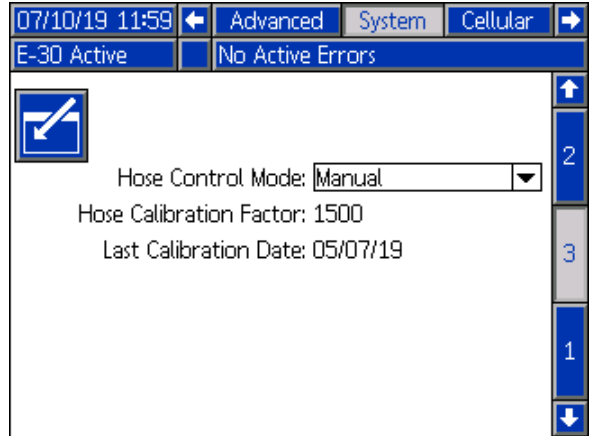 07/10/19 11:59 Advanced System Cellular
E-30 Active No Active Errors
2
Hose Control Mode: Manual
Hose Calibration Factor: 1500
Last Calibration Date: 05/07/19
3
1